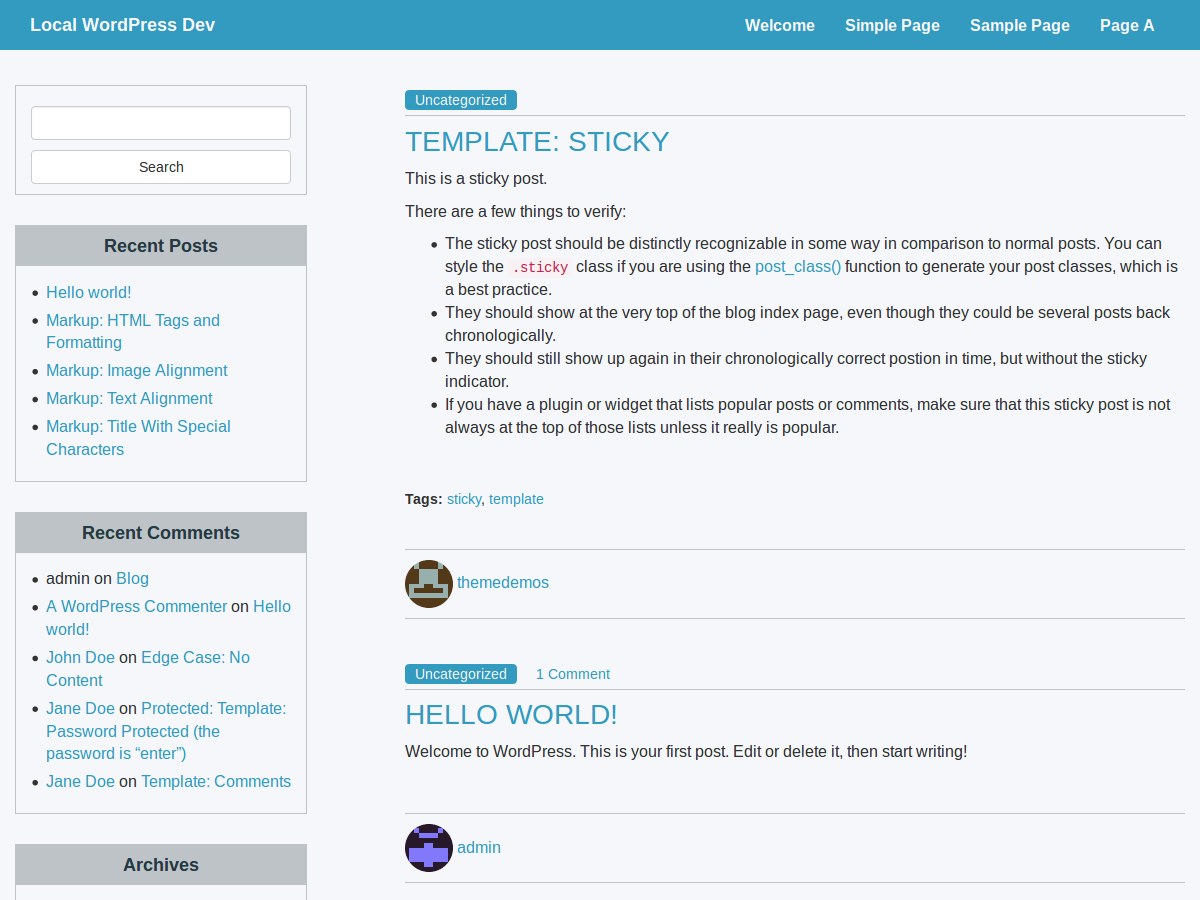 Local WordPress Dev
Welcome
Simple Page
Sample Page
Page A
Search
Recent Posts
Hello world!
Markup: HTML Tags and
Formatting
Markup: Image Alignment
Markup: Text Alignment
Markup: Title With Special
Characters
Recent Comments
admin on Blog
A WordPress Commenter on Hello
world!
John Doe on Edge Case: No
Content
Jane Doe on Protected: Template:
Password Protected (the
password is “enter”)
Jane Doe on Template: Comments
Archives
Uncategorized
TEMPLATE: STICKY
This is a sticky post.
There are a few things to verify:
The sticky post should be distinctly recognizable in some way in comparison to normal posts. You can
style the .sticky class if you are using the post_class() function to generate your post classes, which is
a best practice.
They should show at the very top of the blog index page, even though they could be several posts back
chronologically.
They should still show up again in their chronologically correct postion in time, but without the sticky
indicator.
If you have a plugin or widget that lists popular posts or comments, make sure that this sticky post is not
always at the top of those lists unless it really is popular.
Tags: sticky, template
themedemos
Uncategorized
1 Comment
HELLO WORLD!
Welcome to WordPress. This is your first post. Edit or delete it, then start writing!
admin